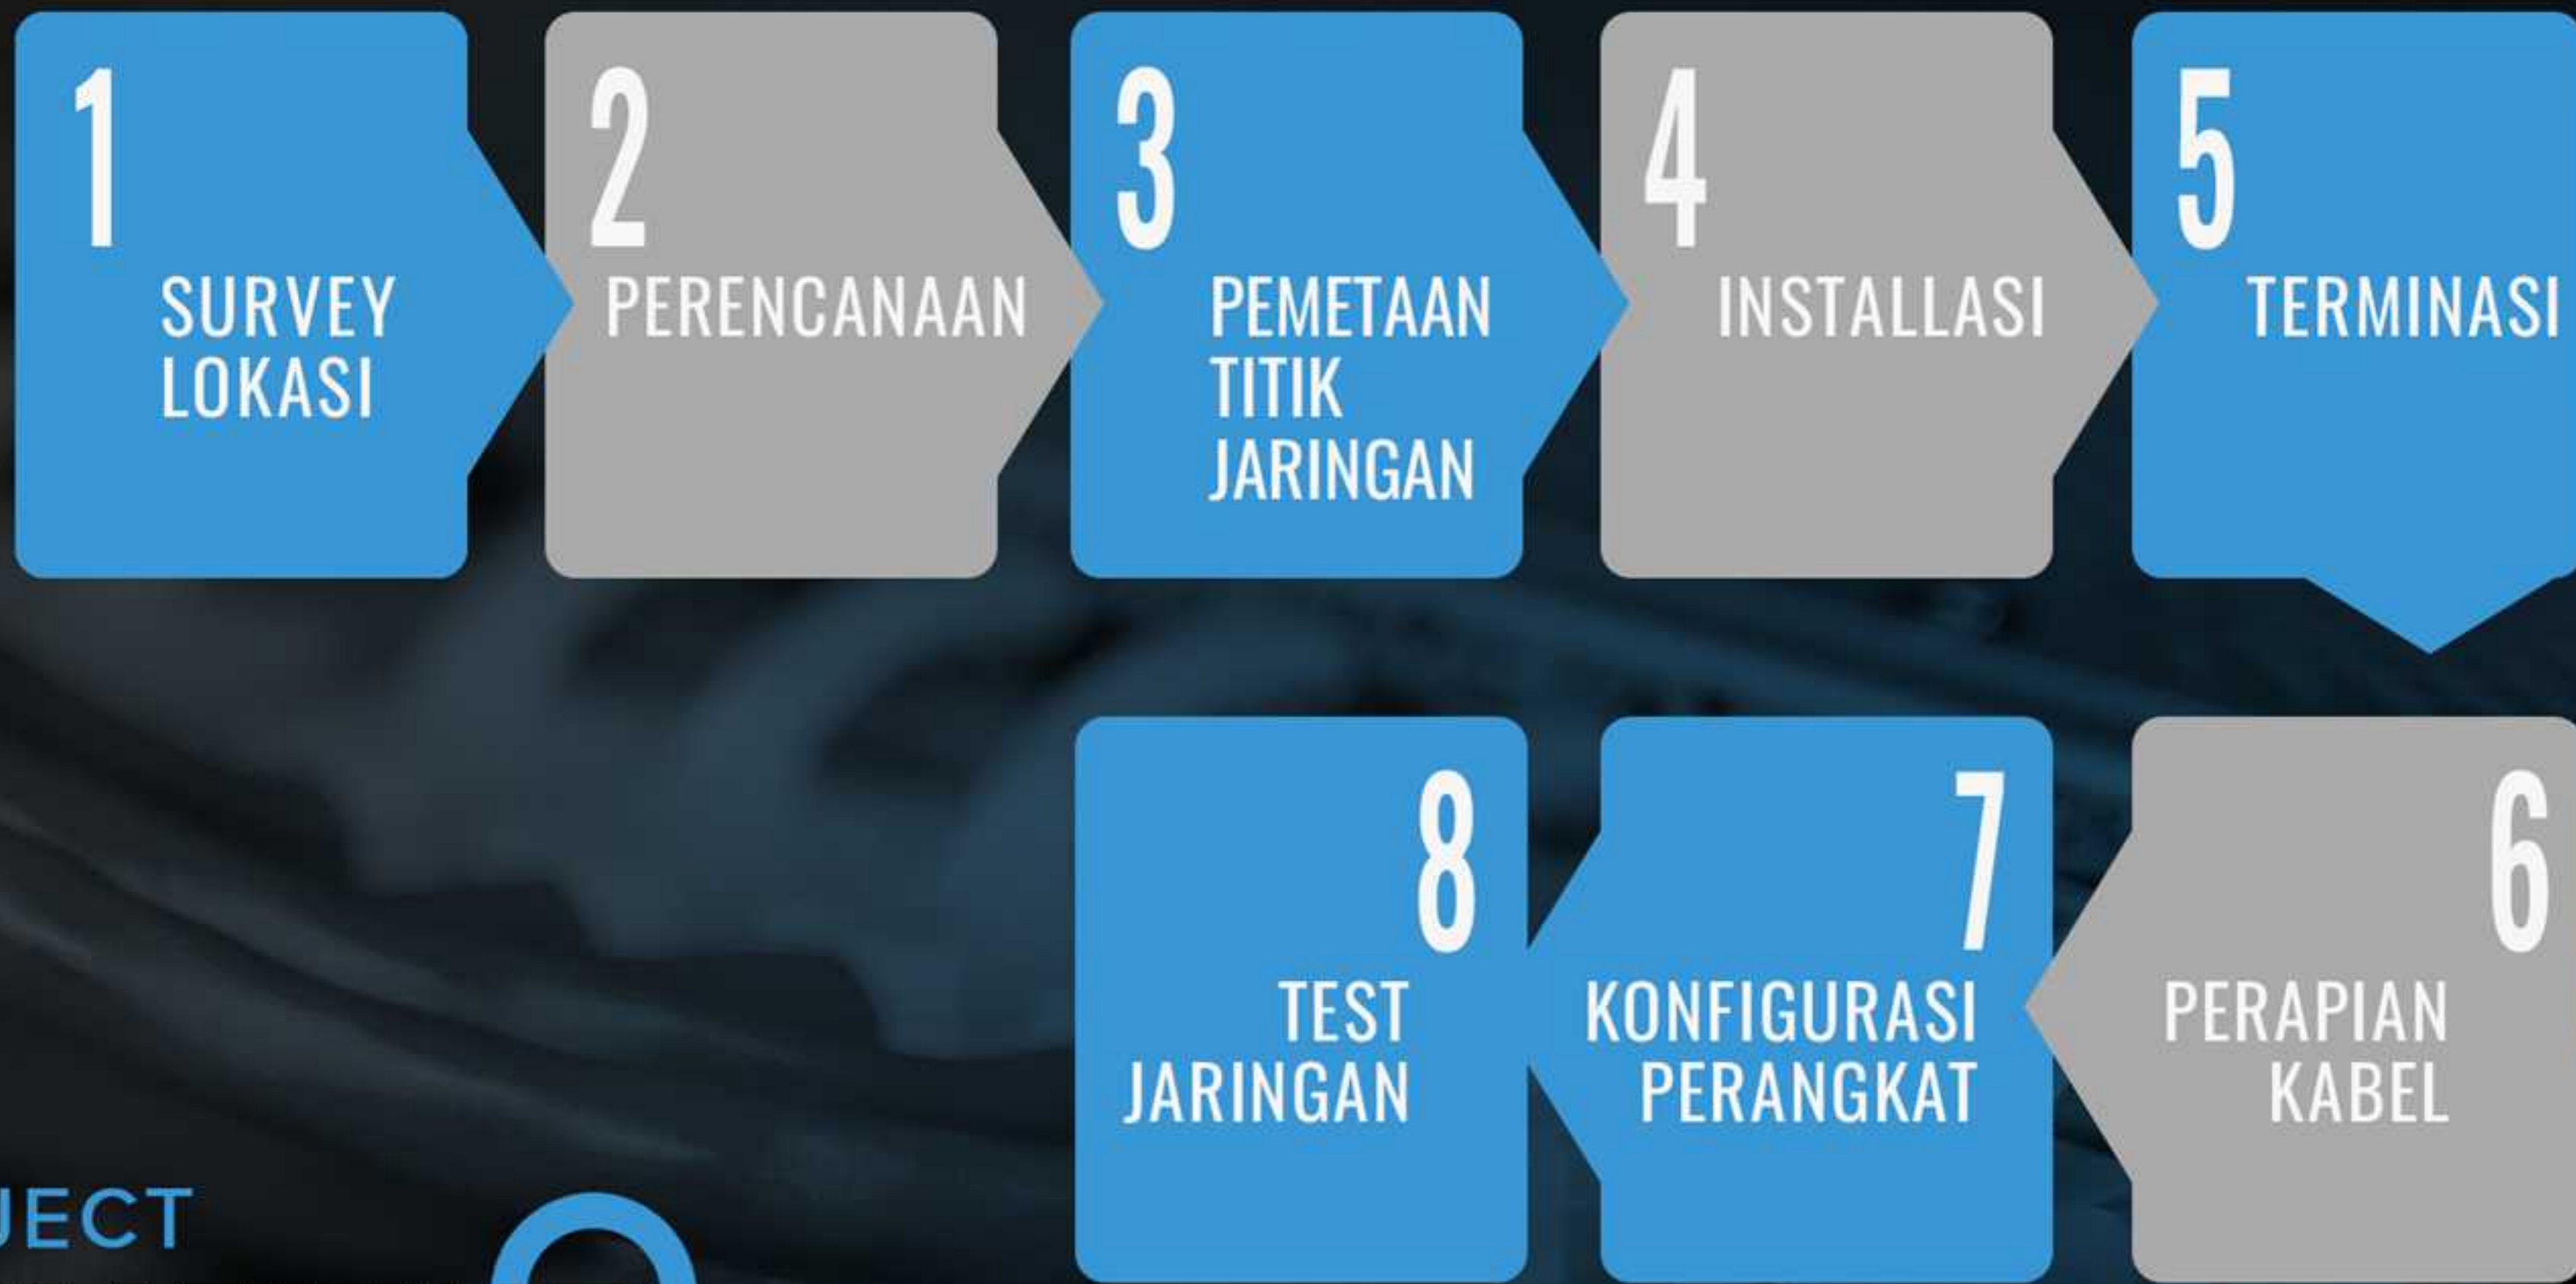 1
SURVEY
LOKASI
2
PERENCANAAN
3
PEMETAAN
TITIK
JARINGAN
4
INSTALLASI
5
TERMINASI
6
PERAPIAN
KABEL
7
KONFIGURASI
PERANGKAT
8
TEST
JARINGAN